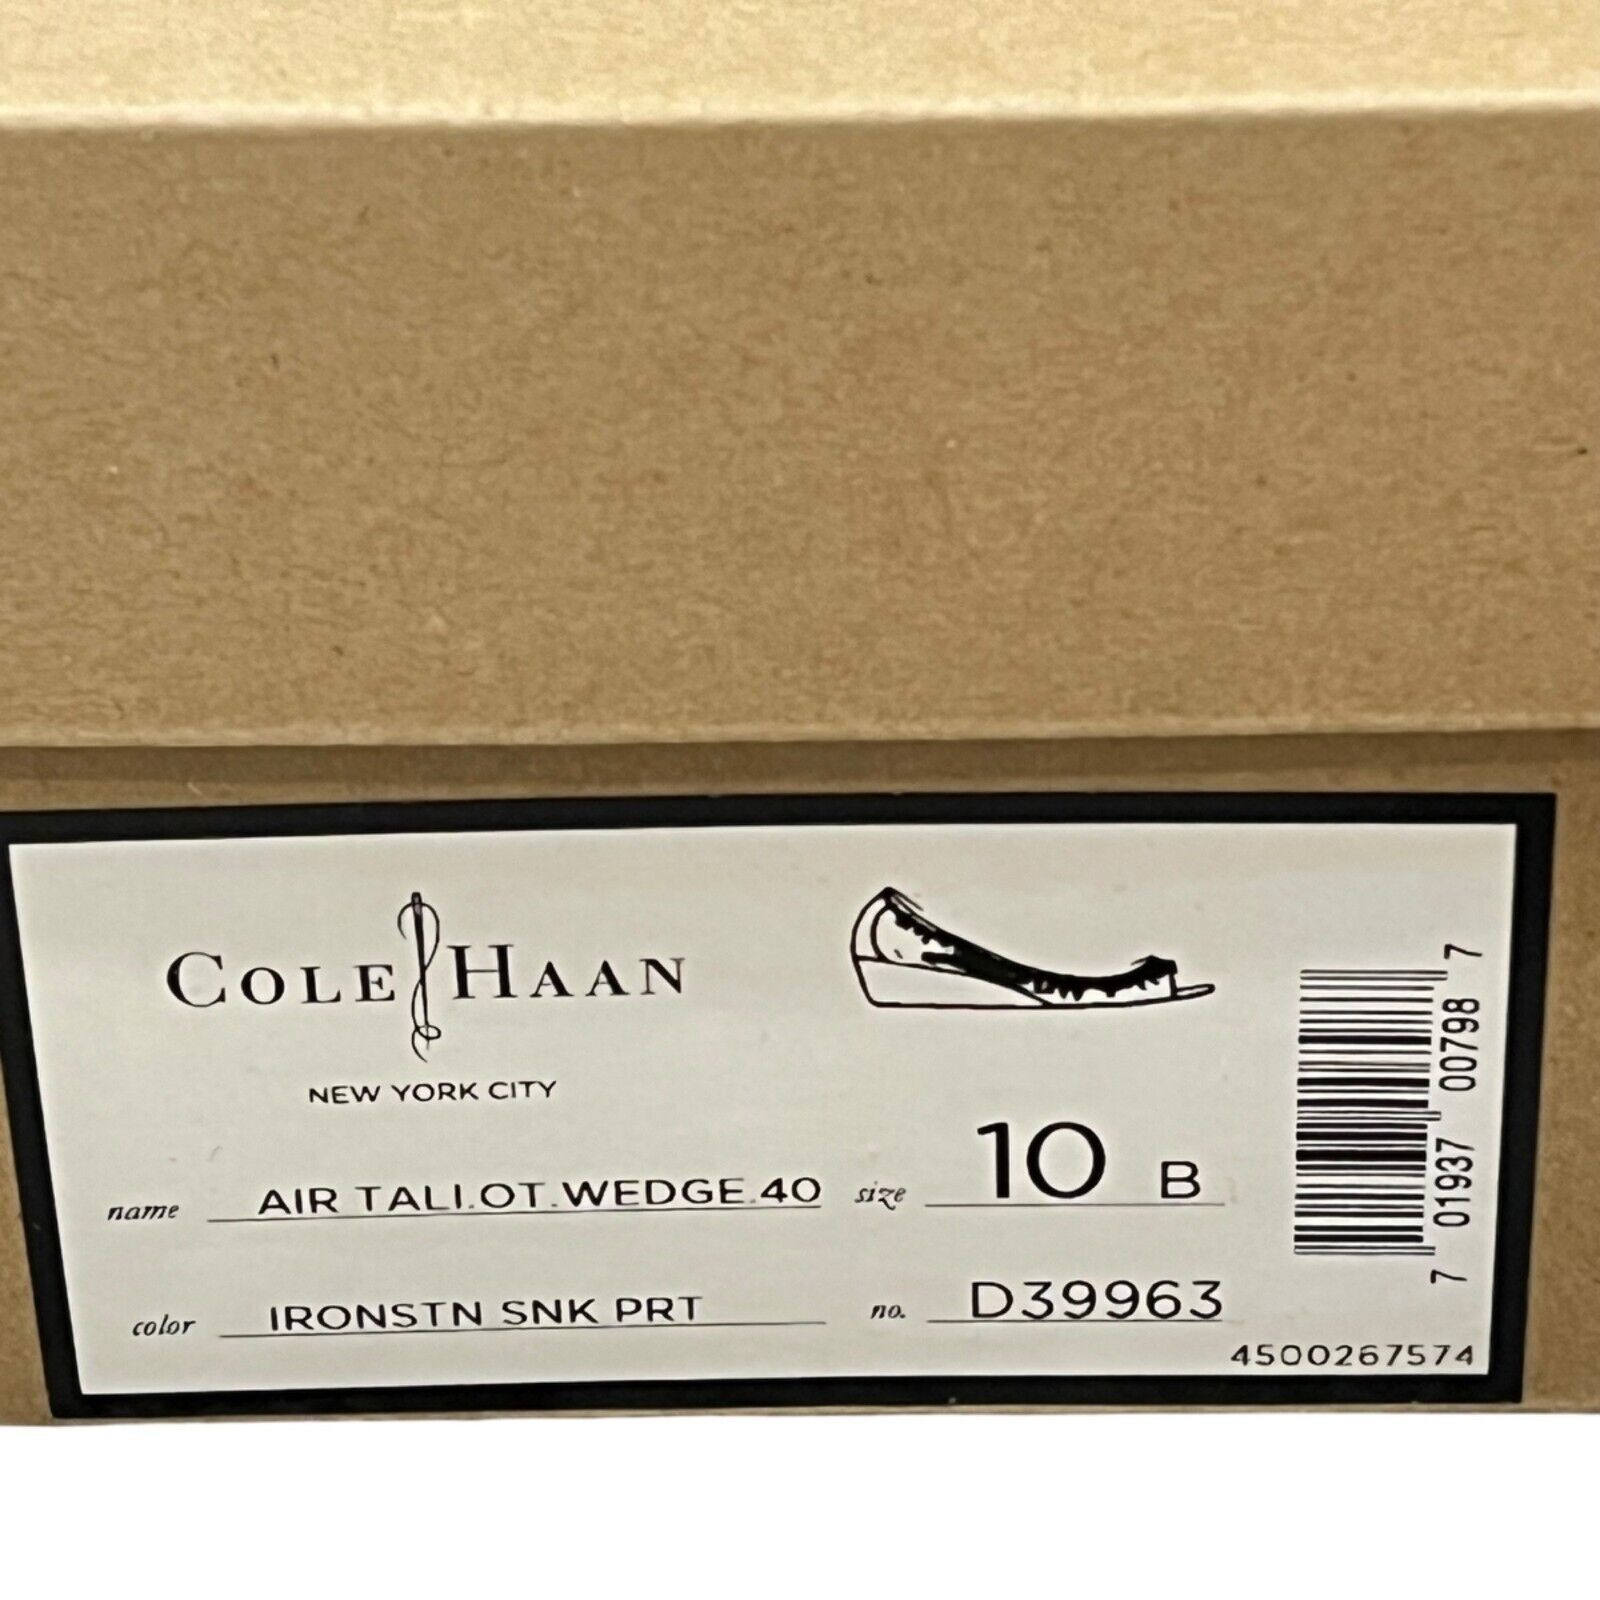 COLE HAAN
NEW YORK CITY
name AIR TALI.OT.WEDGE.40 size 10 B
color IRONSTN SNK PRT no. D39963
4500267574
7 01937 00798 7